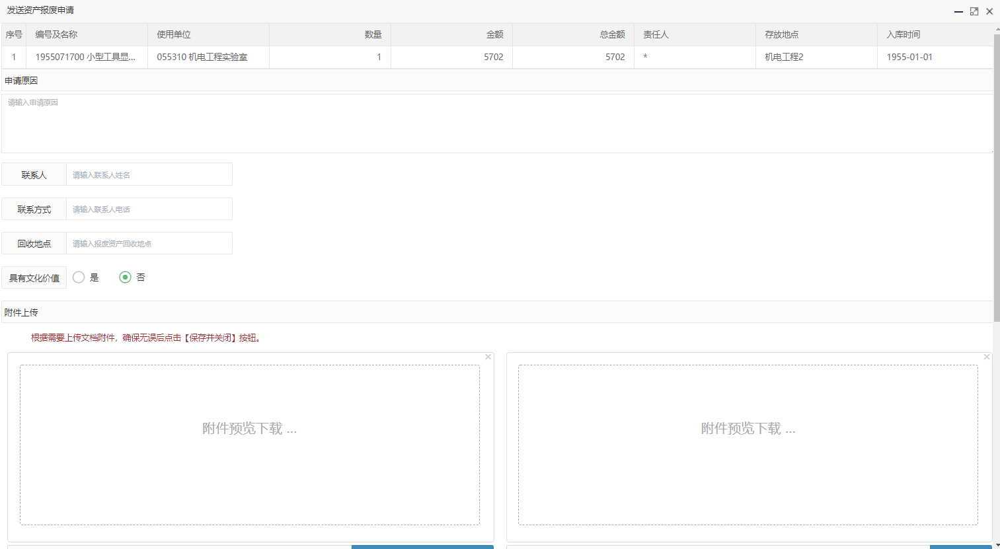 发送资产报废申请
序号 编号及名称 使用单位 数量 金额 总金额 责任人 存放地点 入库时间
1 1955071700 小型工具显... 055310 机电工程实验室 1 5702 5702 * 机电工程2 1955-01-01
申请原因
请输入申请原因
联系人 请输入联系人姓名
联系方式 请输入联系人电话
回收地点 请输入报废资产回收地点
具有文化价值 是 否
附件上传
根据需要上传文档附件，确保无误后点击【保存并关闭】按钮。
附件预览下载 ... 附件预览下载 ...